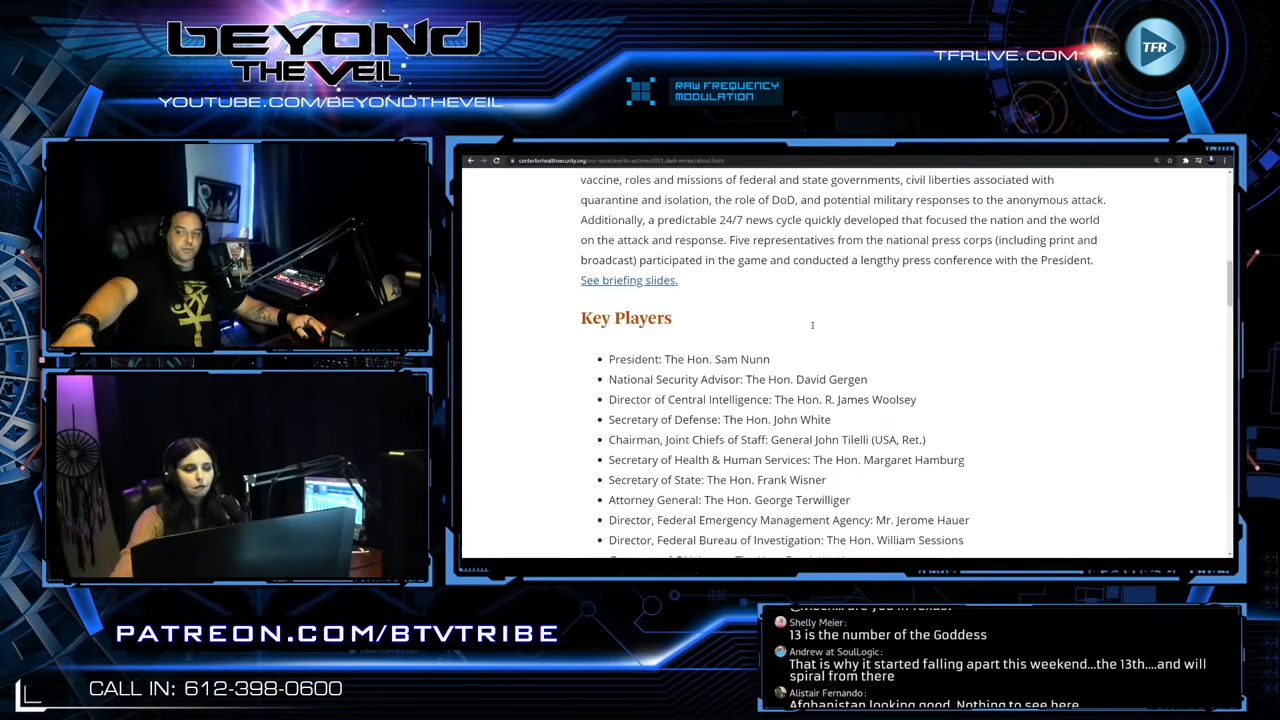 BEYOND
THE VEIL
YOUTUBE.COM/BEYONDTHEVEIL
RAW FREQUENCY
MODULATION
TFRLIVE.COM
TFR
vaccine, roles and missions of federal and state governments, civil liberties associated with
quarantine and isolation, the role of DoD, and potential military responses to the anonymous attack.
Additionally, a predictable 24/7 news cycle quickly developed that focused the nation and the world
on the attack and response. Five representatives from the national press corps (including print and
broadcast) participated in the game and conducted a lengthy press conference with the President.
See briefing slides.
Key Players
• President: The Hon. Sam Nunn
• National Security Advisor: The Hon. David Gergen
• Director of Central Intelligence: The Hon. R. James Woolsey
• Secretary of Defense: The Hon. John White
• Chairman, Joint Chiefs of Staff: General John Tilelli (USA, Ret.)
• Secretary of Health & Human Services: The Hon. Margaret Hamburg
• Secretary of State: The Hon. Frank Wisner
• Attorney General: The Hon. George Terwilliger
• Director, Federal Emergency Management Agency: Mr. Jerome Hauer
• Director, Federal Bureau of Investigation: The Hon. William Sessions
PATREON.COM/BTVTRIBE
CALL IN: 612-398-0600
Shelly Meier:
13 is the number of the Goddess
Andrew at SoulLogic:
That is why it started falling apart this weekend...the 13th....and will
spiral from there
Alistair Fernando:
Afghanistan looking good. Nothing to see here